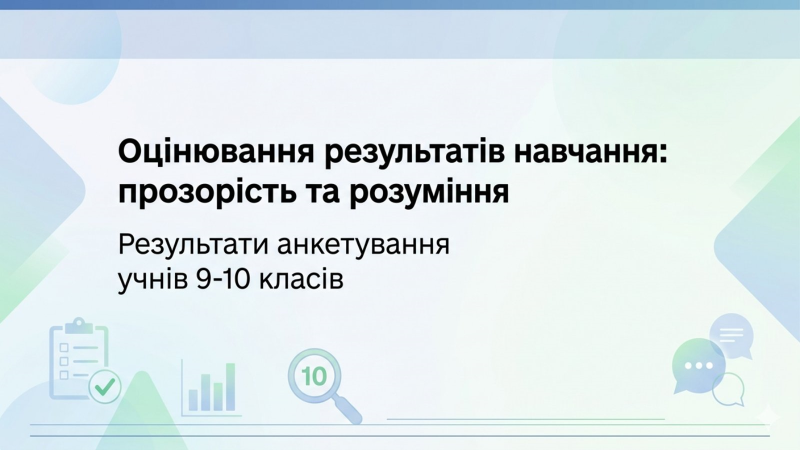 Оцінювання результатів навчання:
прозорість та розуміння
Результати анкетування
учнів 9-10 класів
10